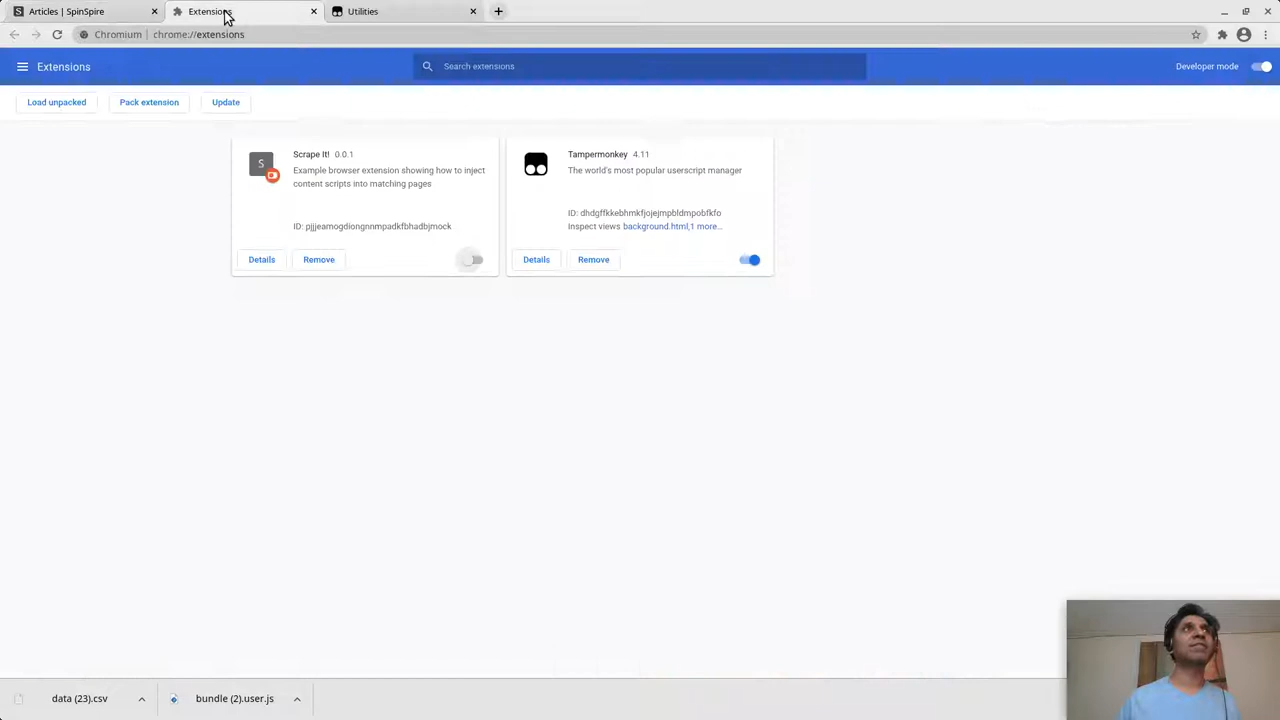 Articles | SpinSpire
Extensions
Utilities
Chromium | chrome://extensions
Extensions
Search extensions
Developer mode
Load unpacked
Pack extension
Update
S
Scrape It! 0.0.1
Example browser extension showing how to inject
content scripts into matching pages
ID: pjjjeamogdiongnnmpadkfbhadbjmock
Details
Remove
Tampermonkey 4.11
The world's most popular userscript manager
ID: dhdgffkkebhmkfjojejmpbldmpobfkfo
Inspect views background.html,1 more...
Details
Remove
data (23).csv
bundle (2).user.js